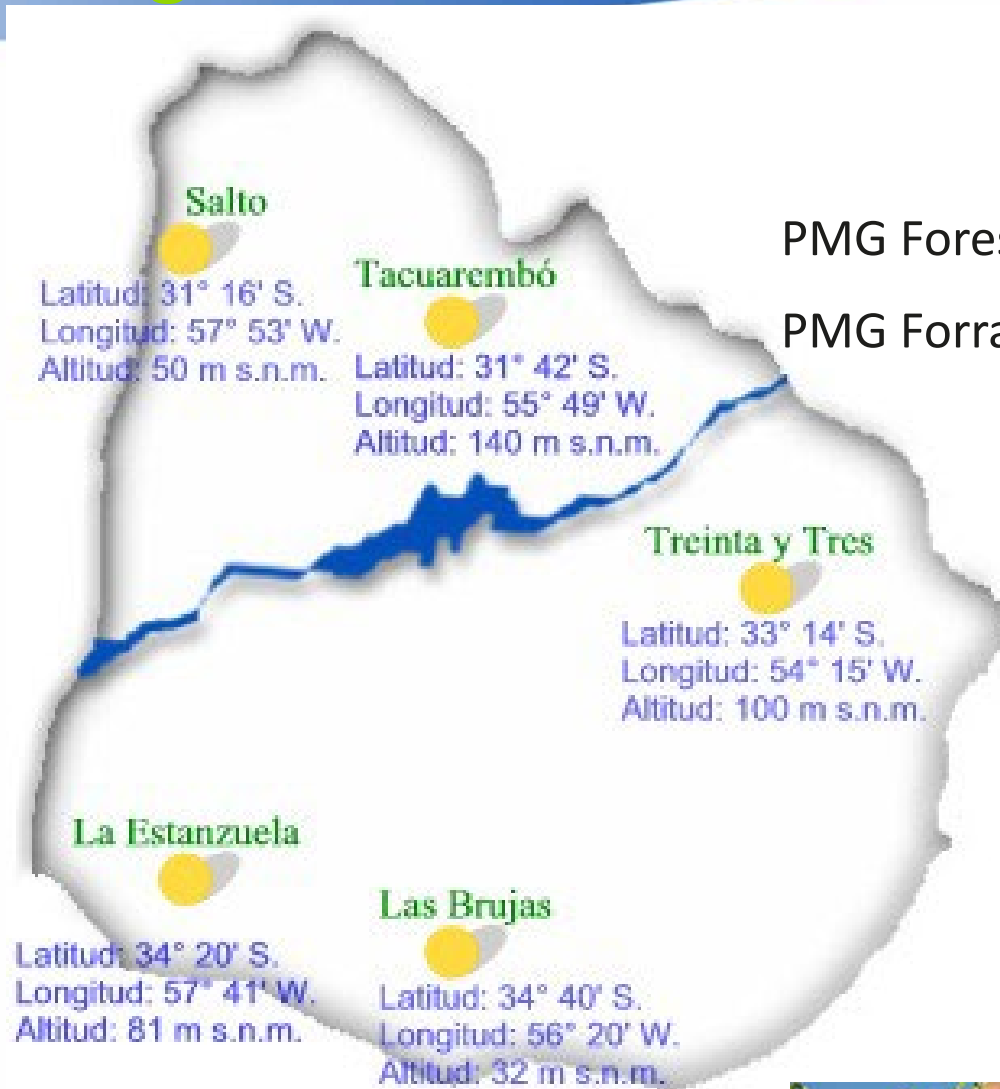 Salto
Latitud: 31° 16' S.
Longitud: 57° 53' W.
Altitud: 50 m s.n.m.
Tacuarembó
Latitud: 31° 42' S.
Longitud: 55° 49' W.
Altitud: 140 m s.n.m.
PMG Fores
PMG Forra
Treinta y Tres
Latitud: 33° 14' S.
Longitud: 54° 15' W.
Altitud: 100 m s.n.m.
La Estanzuela
Latitud: 34° 20' S.
Longitud: 57° 41' W.
Altitud: 81 m s.n.m.
Las Brujas
Latitud: 34° 40' S.
Longitud: 56° 20' W.
Altitud: 32 m s.n.m.